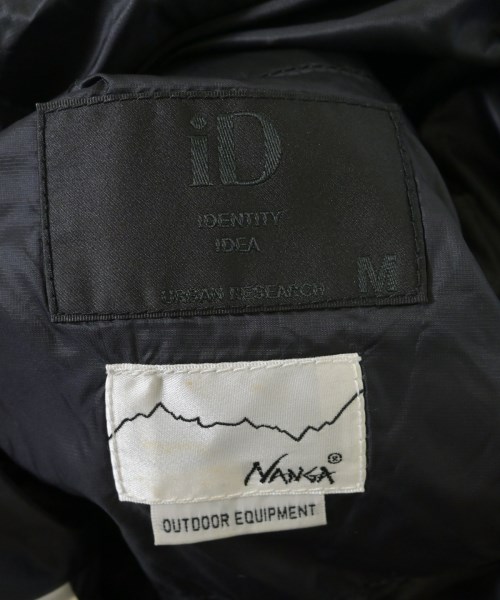 iD
IDENTITY
IDEA
URBAN RESEARCH
M
NANGA®
OUTDOOR EQUIPMENT